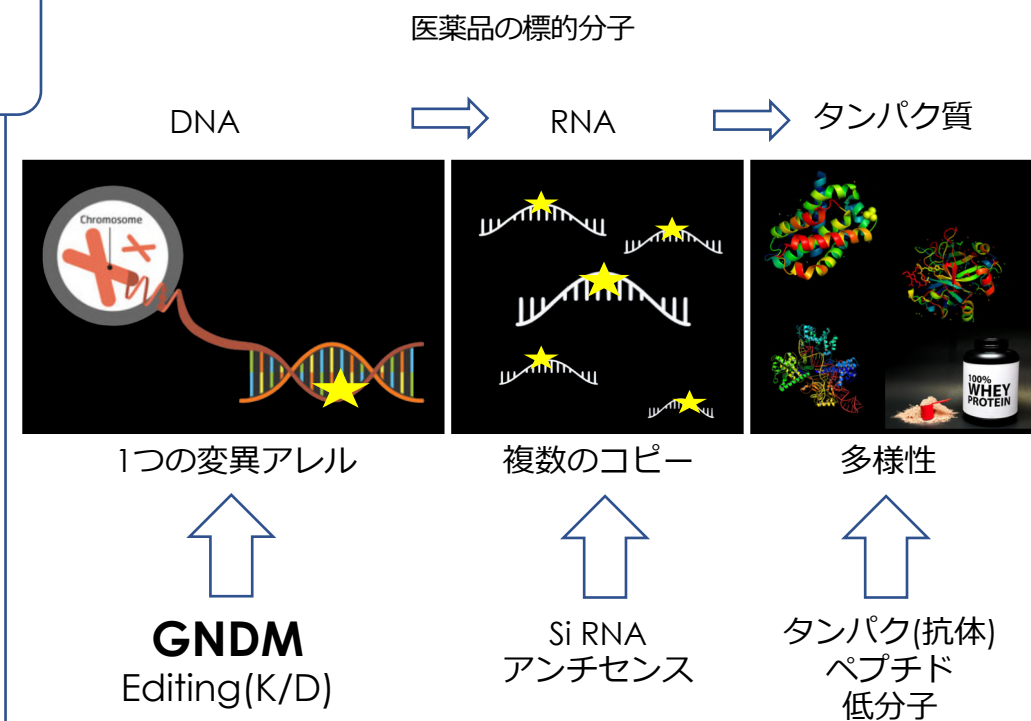 医薬品の標的分子
DNA
RNA
タンパク質
Chromosome
100%
WHEY
PROTEIN
1つの変異アレル
複数のコピー
多様性
GNDM
Editing(K/D)
Si RNA
アンチセンス
タンパク(抗体)
ペプチド
低分子